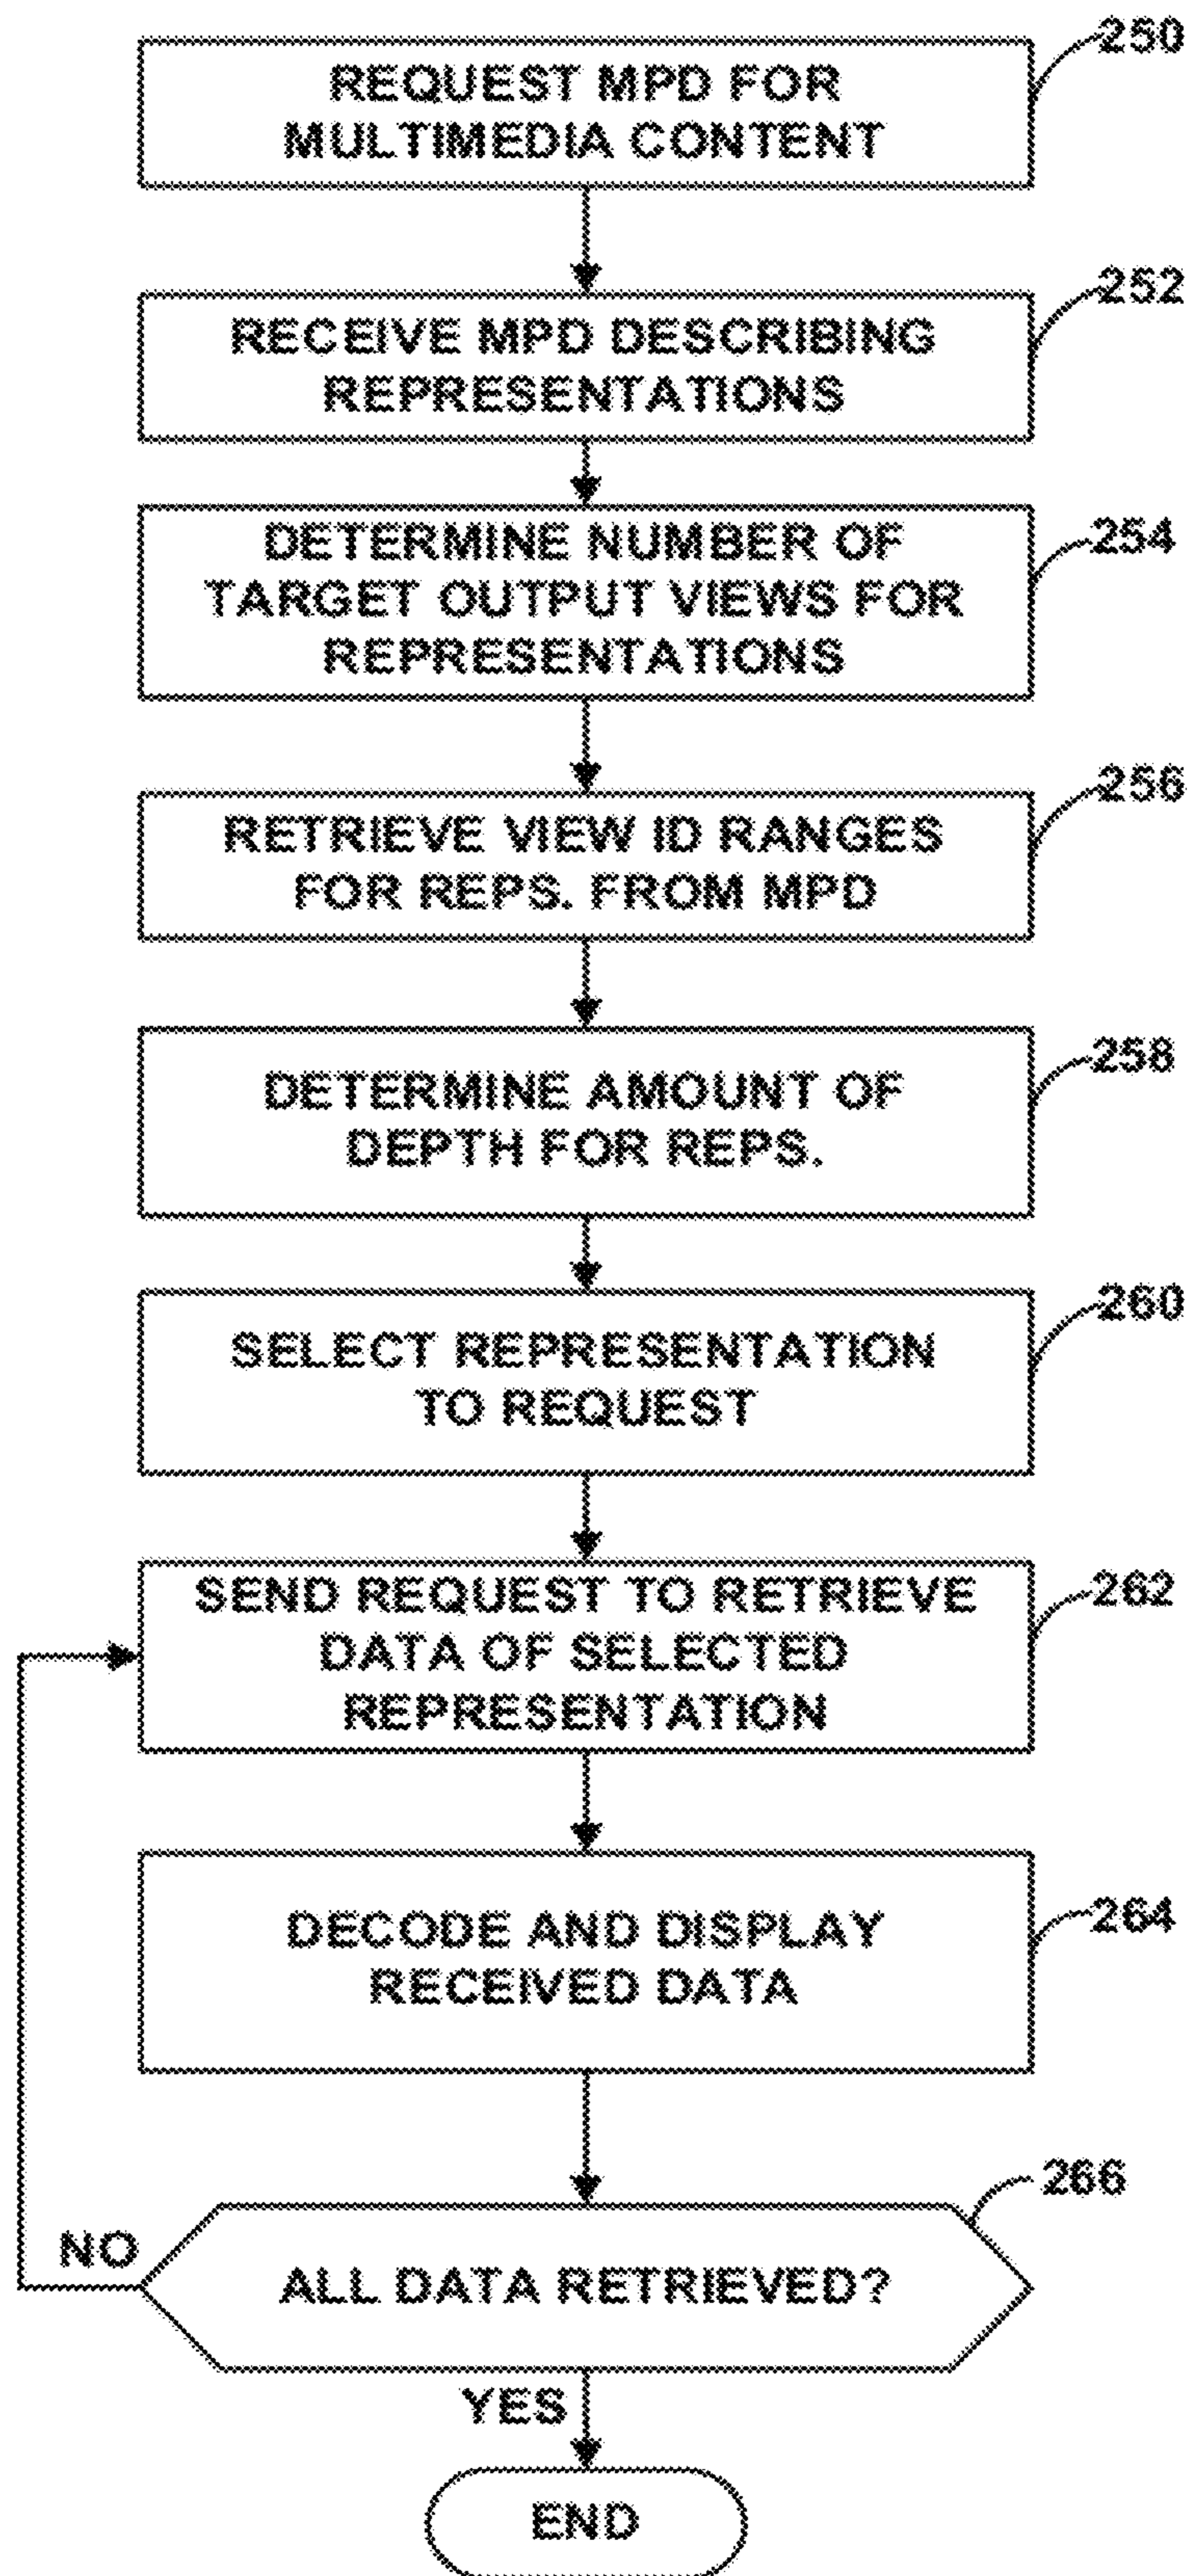 250
REQUEST MPD FOR
MULTIMEDIA CONTENT
252
RECEIVE MPD DESCRIBING
REPRESENTATIONS
254
DETERMINE NUMBER OF
TARGET OUTPUT VIEWS FOR
REPRESENTATIONS
256
RETRIEVE VIEW ID RANGES
FOR REPS. FROM MPD
258
DETERMINE AMOUNT OF
DEPTH FOR REPS.
260
SELECT REPRESENTATION
TO REQUEST
262
SEND REQUEST TO RETRIEVE
DATA OF SELECTED
REPRESENTATION
264
DECODE AND DISPLAY
RECEIVED DATA
266
NO
ALL DATA RETRIEVED?
YES
END